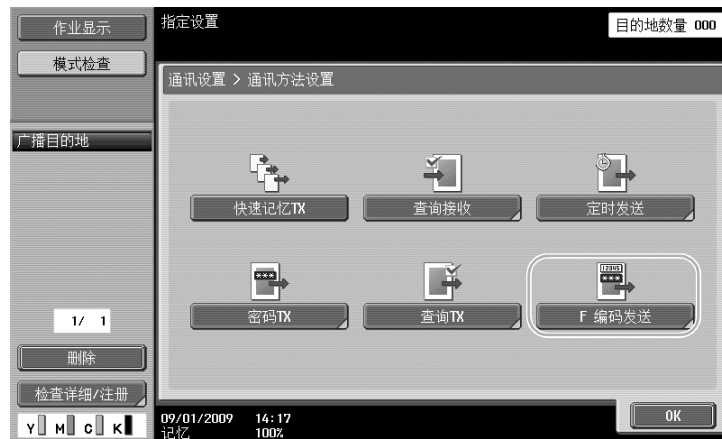 作业显示
指定设置
目的地数量 000
模式检查
通讯设置 > 通讯方法设置
广播目的地
快速记忆TX
查询接收
定时发送
***
12345
***
密码TX
查询TX
F 编码发送
1/ 1
删除
检查详细/注册
Y M C K
09/01/2009 14:17
记忆 100%
OK